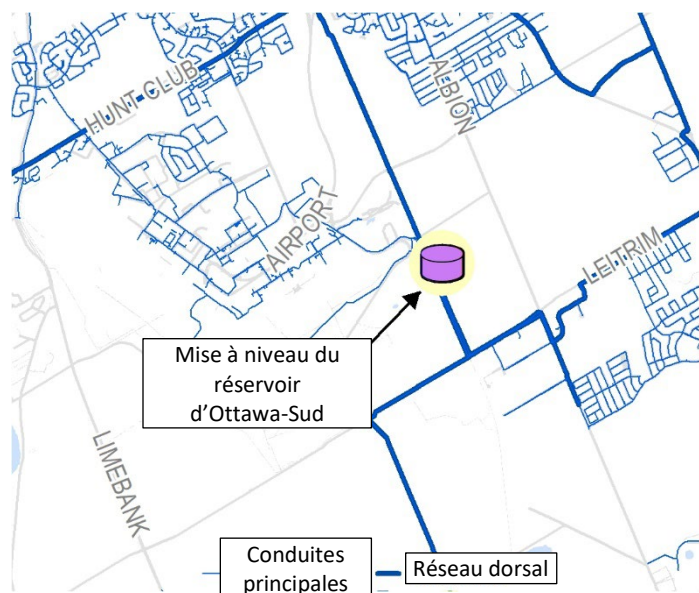 HUNT CLUB
ALBION
AIRPORT
LEITRIM
Mise à niveau du
réservoir
d’Ottawa-Sud
LIMEBANK
Conduites
principales
Réseau dorsal